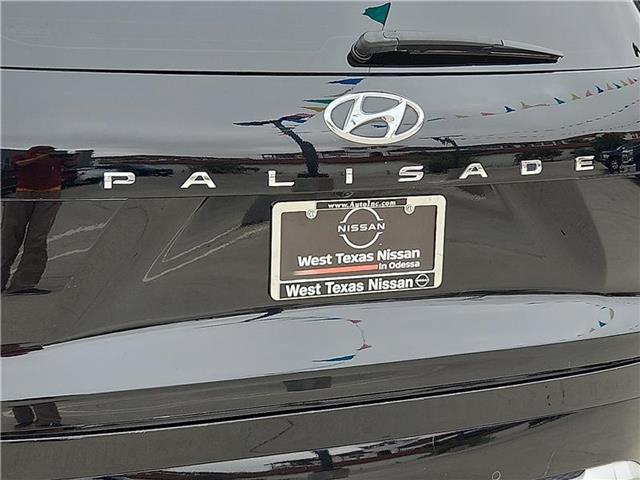 PALISADE
www.AutoInc.com
NISSAN
West Texas Nissan
In Odessa
West Texas Nissan